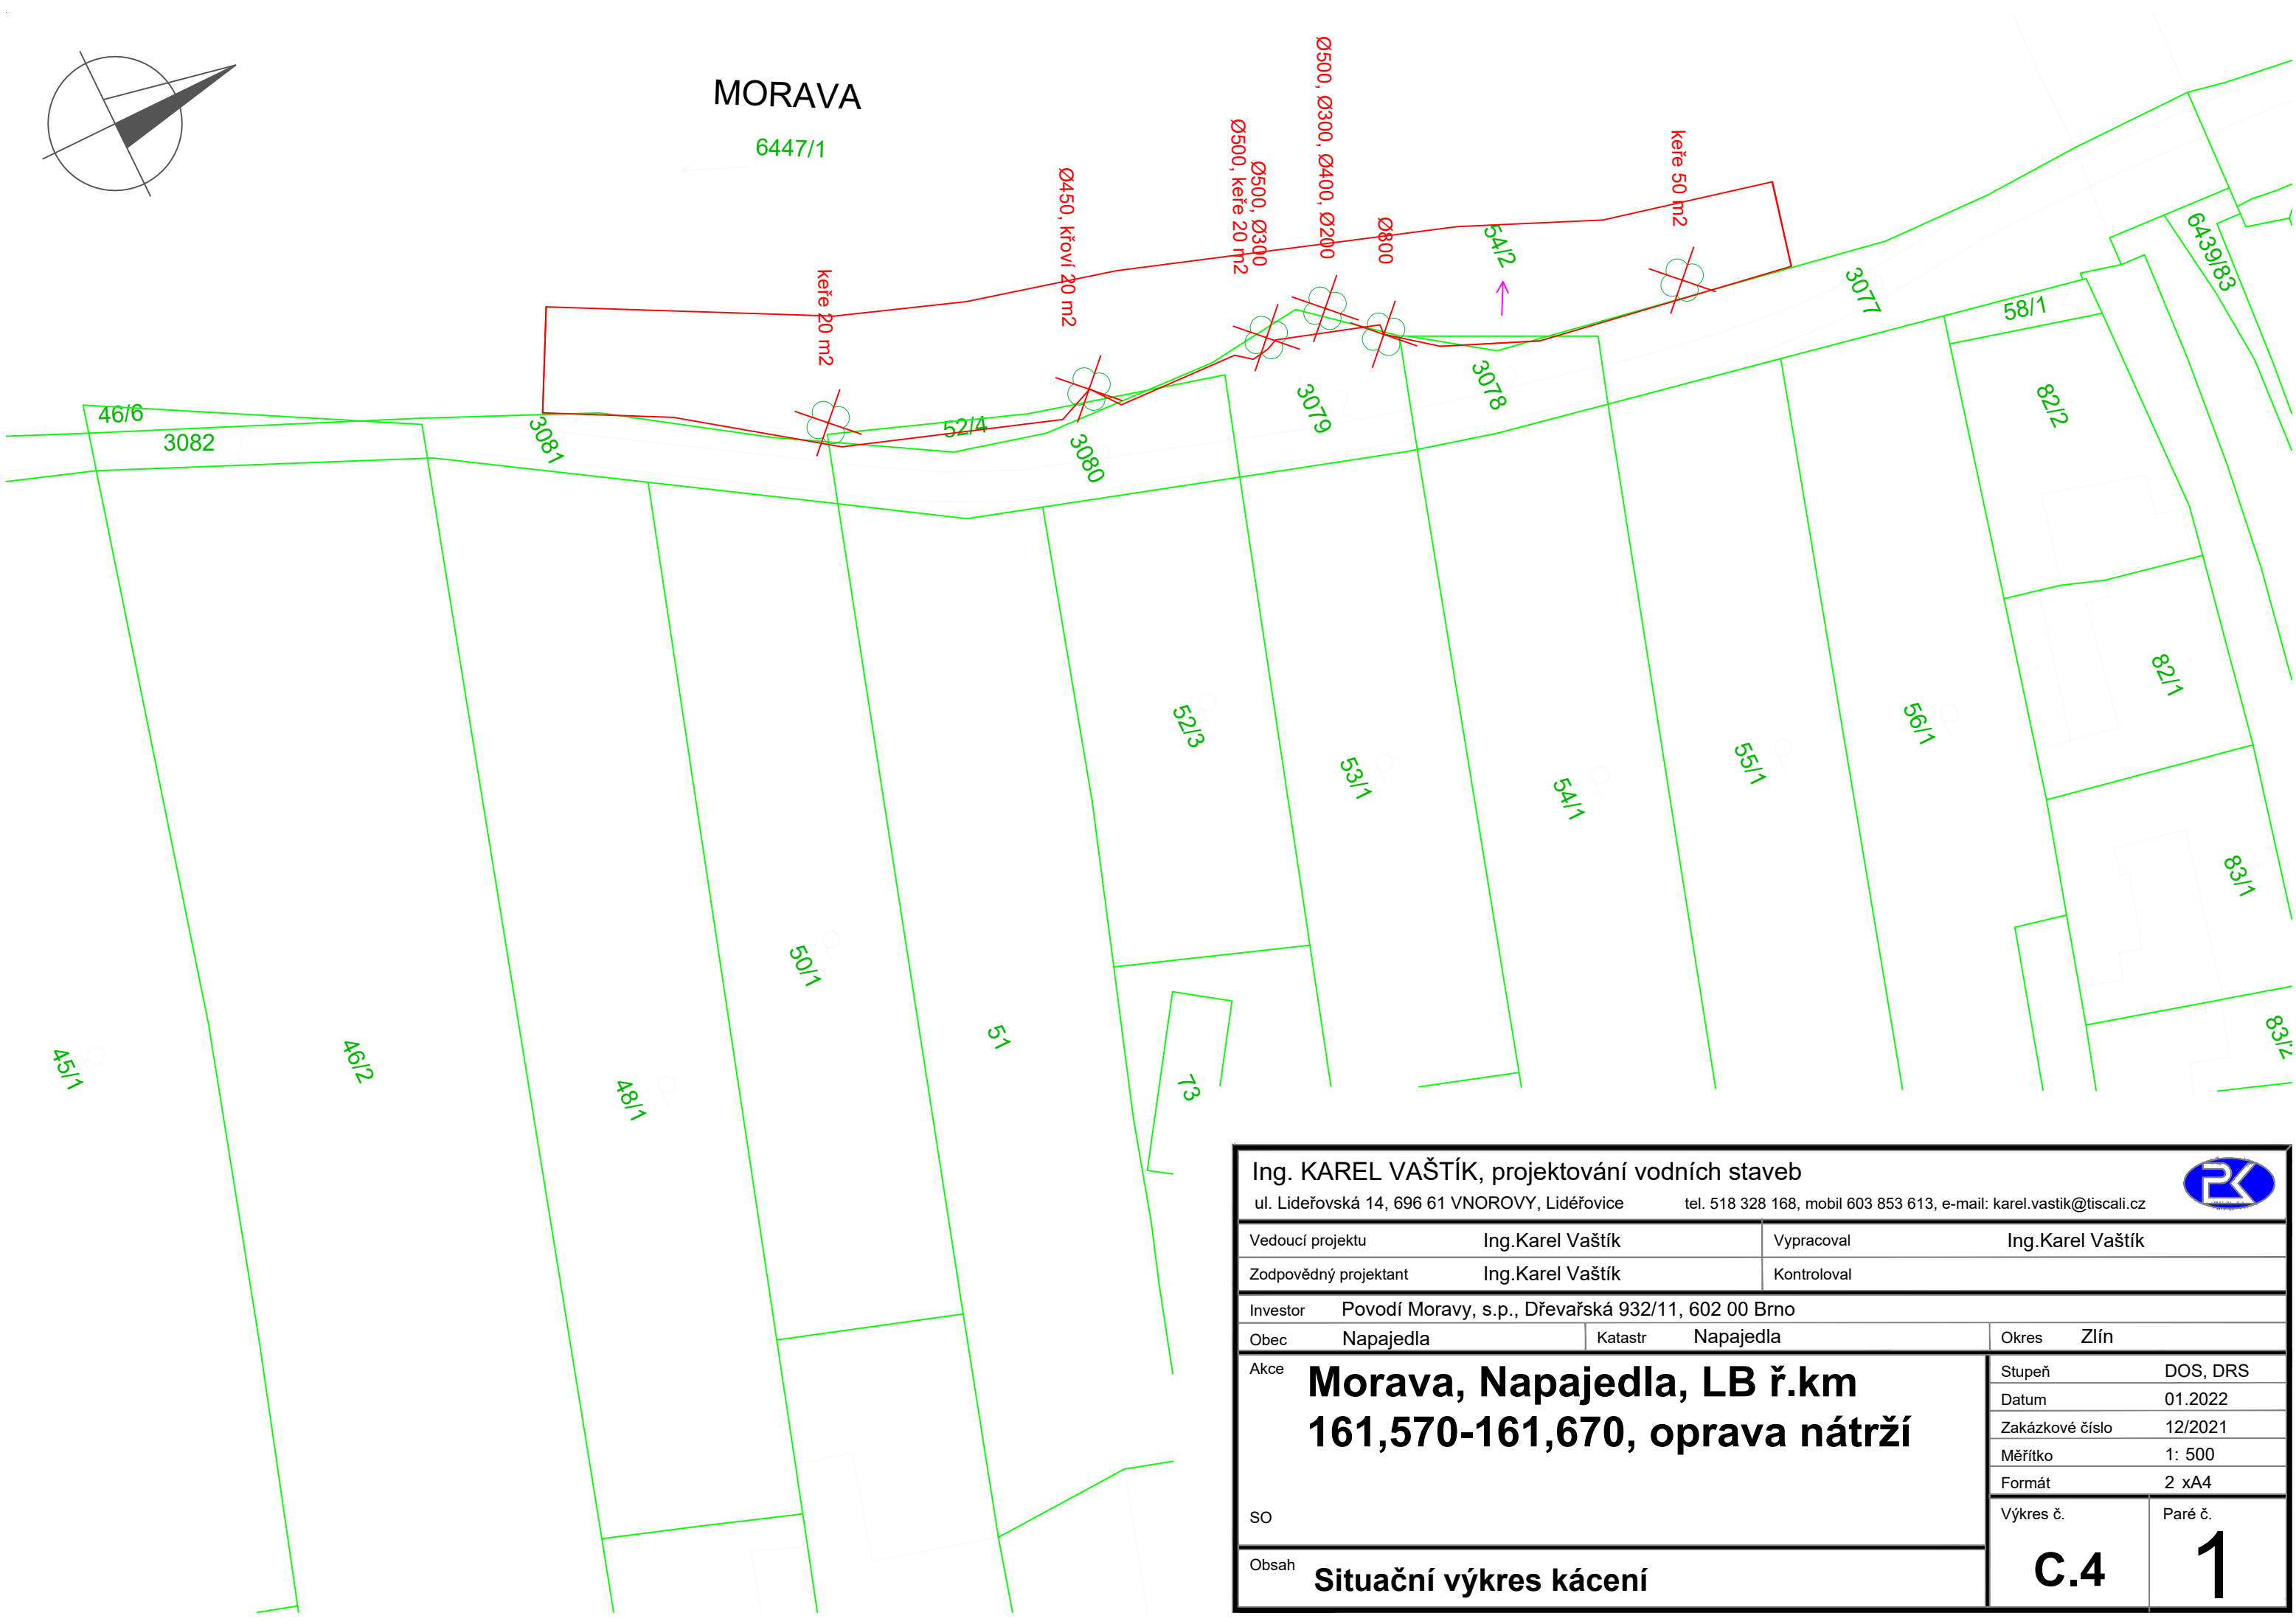 MORAVA
6447/1
keře 20 m2
Ø450, křoví 20 m2
Ø500, keře 20 m2
Ø500, Ø300
Ø500, Ø300, Ø400, Ø200
Ø800
keře 50 m2
54/2
6439/83
3077
58/1
46/6
3082
3081
52/4
3080
3079
3078
82/2
82/1
52/3
53/1
54/1
55/1
56/1
83/1
50/1
51
45/1
46/2
48/1
73
83/2
Ing. KAREL VAŠTÍK, projektování vodních staveb
ul. Lideřovská 14, 696 61 VNOROVY, Lidéřovice tel. 518 328 168, mobil 603 853 613, e-mail: karel.vastik@tiscali.cz
Vedoucí projektu Ing.Karel Vaštík Vypracoval Ing.Karel Vaštík
Zodpovědný projektant Ing.Karel Vaštík Kontroloval
Investor Povodí Moravy, s.p., Dřevařská 932/11, 602 00 Brno
Obec Napajedla Katastr Napajedla Okres Zlín
Akce Morava, Napajedla, LB ř.km
161,570-161,670, oprava nátrží
Stupeň DOS, DRS
Datum 01.2022
Zakázkové číslo 12/2021
Měřítko 1: 500
Formát 2 xA4
SO
Výkres č. Paré č.
C.4 1
Obsah Situační výkres kácení